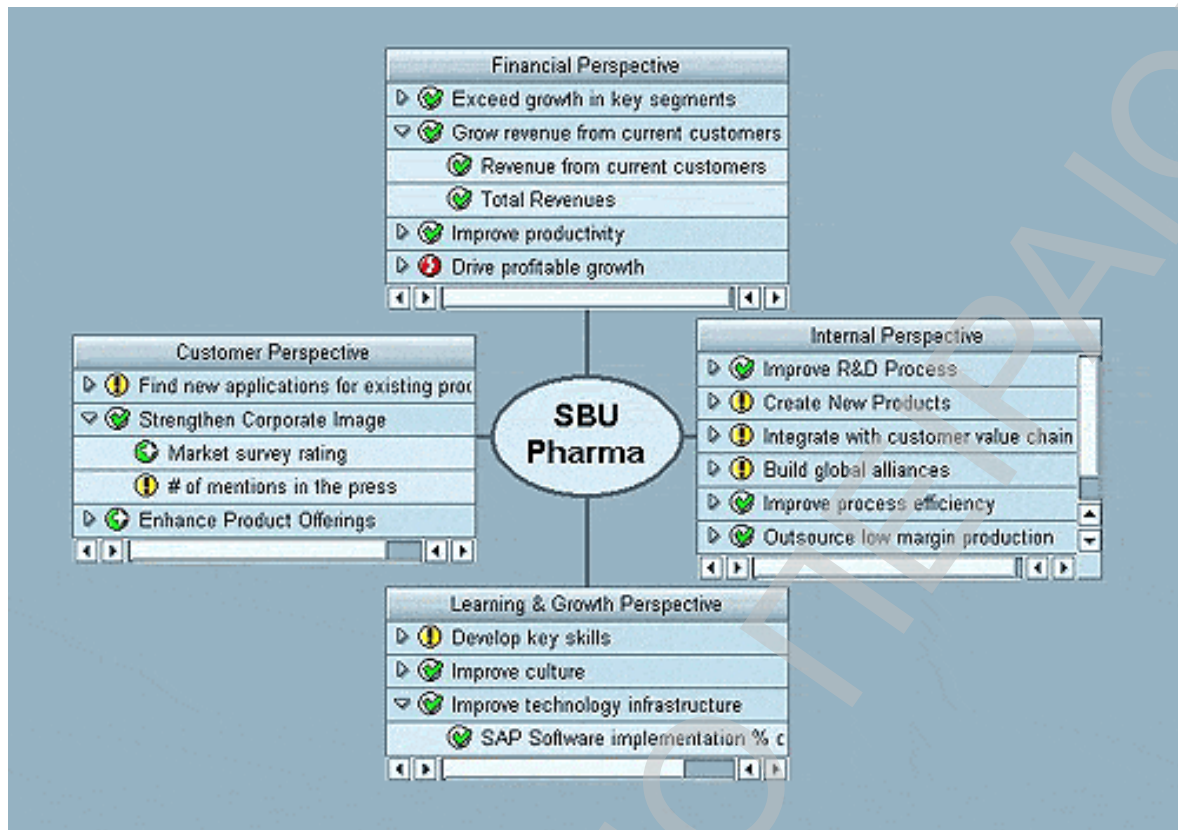 Financial Perspective
Exceed growth in key segments
Grow revenue from current customers
Revenue from current customers
Total Revenues
Improve productivity
Drive profitable growth
Customer Perspective
Find new applications for existing
Strengthen Corporate Image
Market survey rating
# of mentions in the press
Enhance Product Offerings
SBU
Pharma
Internal Perspective
Improve R&D Process
Create New Products
Integrate with customer value chain
Build global alliances
Improve process efficiency
Outsource low margin production
Learning & Growth Perspective
Develop key skills
Improve culture
Improve technology infrastructure
SAP Software implementation %